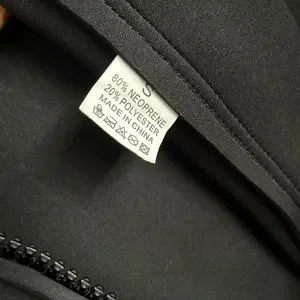 S
80% NEOPRENE
20% POLYESTER
MADE IN CHINA